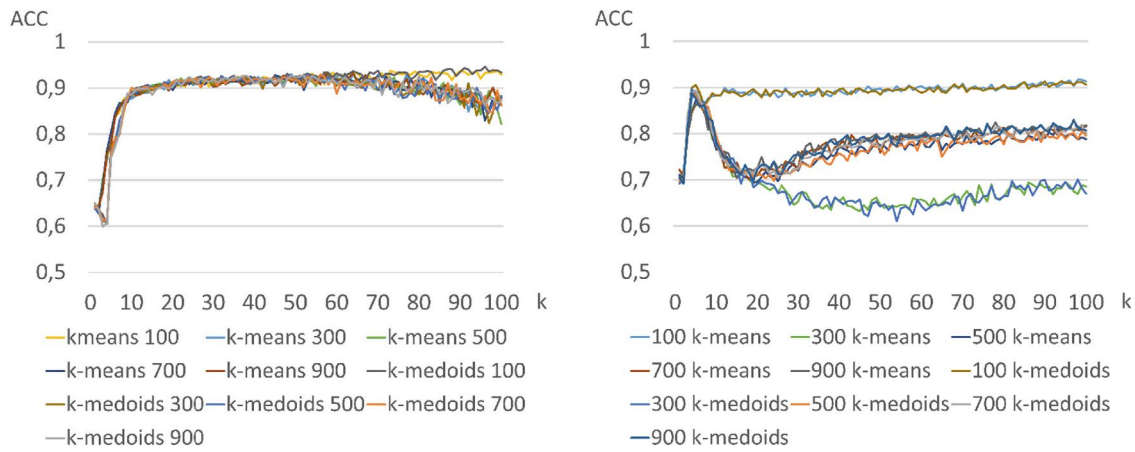 ACC
1
0,9
0,8
0,7
0,6
0,5
0 10 20 30 40 50 60 70 80 90 100 k
kmeans 100 k-means 300 k-means 500
k-means 700 k-means 900 k-medoids 100
k-medoids 300 k-medoids 500 k-medoids 700
k-medoids 900
ACC
1
0,9
0,8
0,7
0,6
0,5
0 10 20 30 40 50 60 70 80 90 100 k
100 k-means 300 k-means 500 k-means
700 k-means 900 k-means 100 k-medoids
300 k-medoids 500 k-medoids 700 k-medoids
900 k-medoids